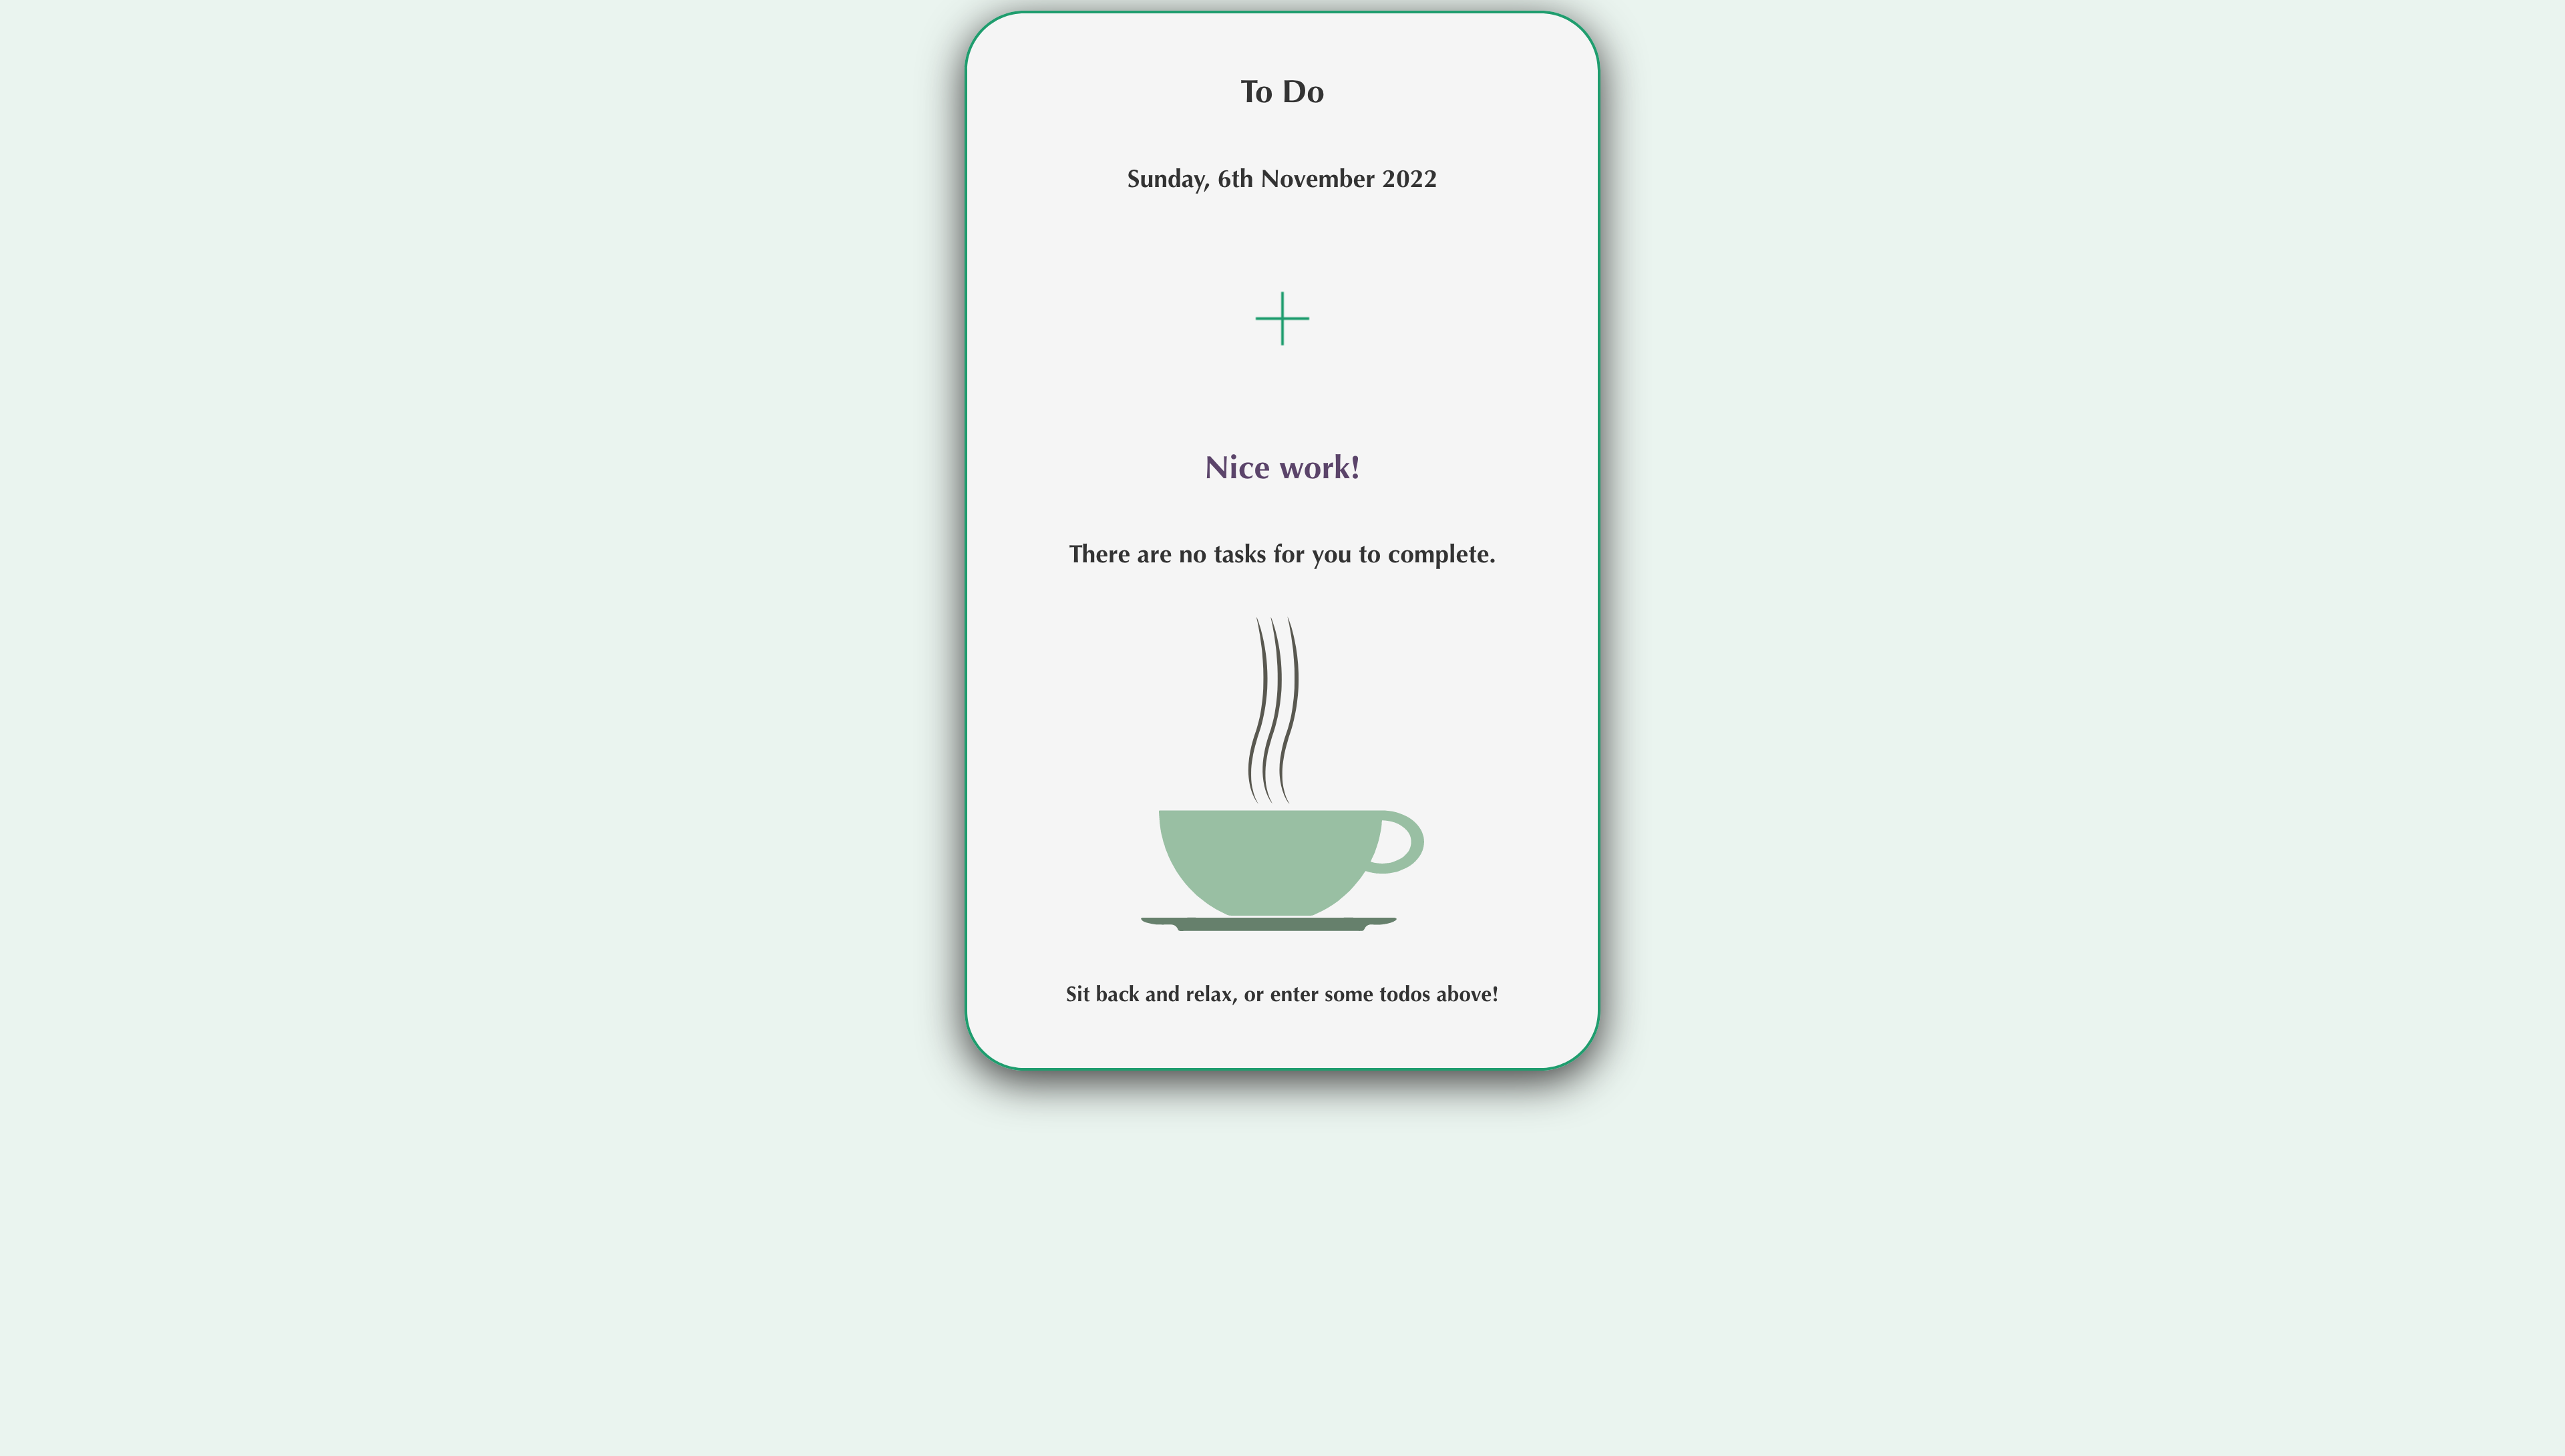 To Do
Sunday, 6th November 2022
Nice work!
There are no tasks for you to complete.
Sit back and relax, or enter some todos above!